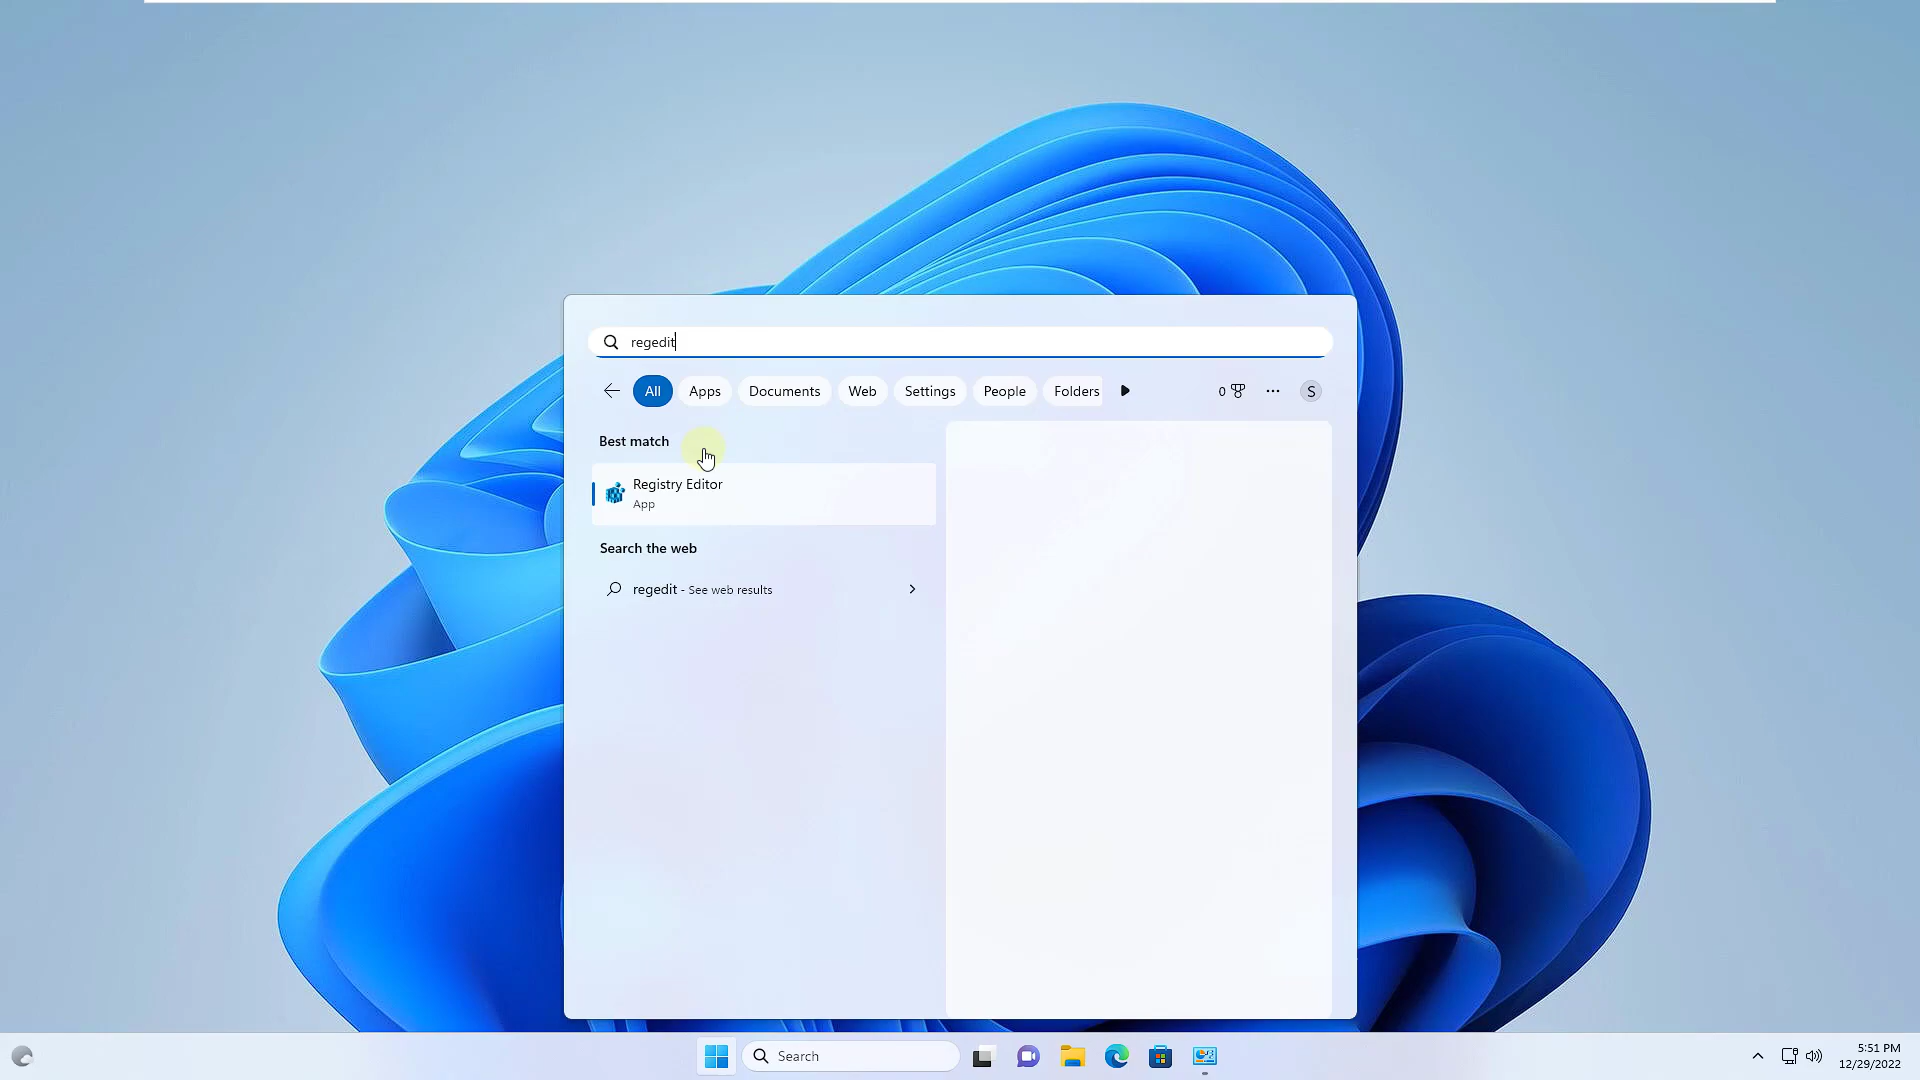 regedit
All Apps Documents Web Settings People Folders 0 S
Best match
Registry Editor
App
Search the web
regedit - See web results
Search
5:51 PM
12/29/2022